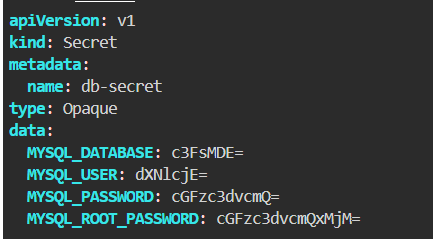 apiVersion: v1
kind: Secret
metadata:
  name: db-secret
type: Opaque
data:
  MYSQL_DATABASE: c3FsMDE=
  MYSQL_USER: dXNlcjE=
  MYSQL_PASSWORD: cGFzc3dvcmQ=
  MYSQL_ROOT_PASSWORD: cGFzc3dvcmQxMjM=